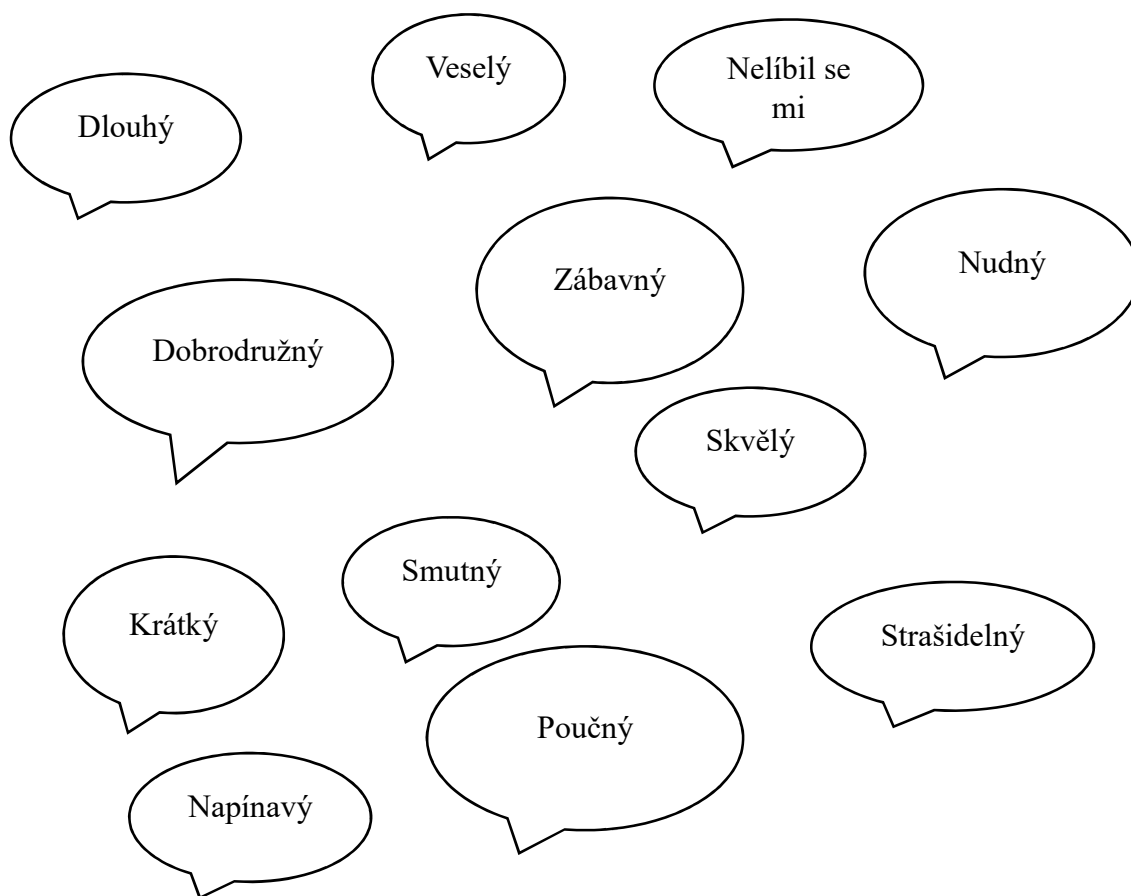 Veselý
Nelíbil se
mi
Dlouhý
Zábavný
Nudný
Dobrodružný
Skvělý
Smutný
Krátký
Strašidelný
Poučný
Napínavý